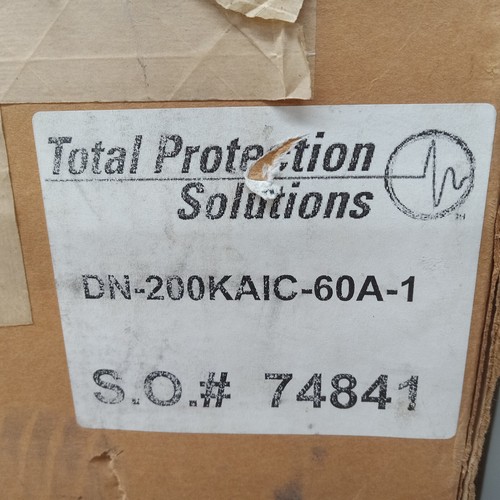 Total Protection
Solutions
DN-200KAIC-60A-1
S.O.# 74841